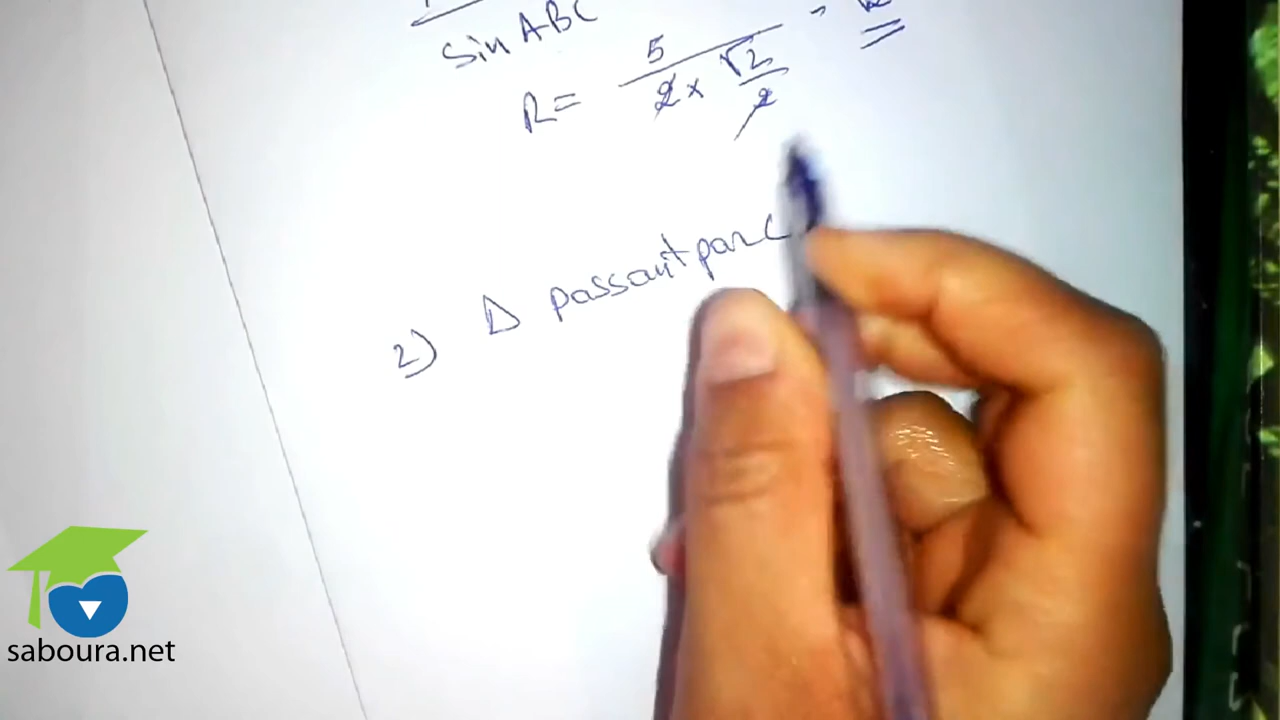 sin ABC
R = 5 / 2 × √2 / 2 =
2) Δ passant par C
saboura.net